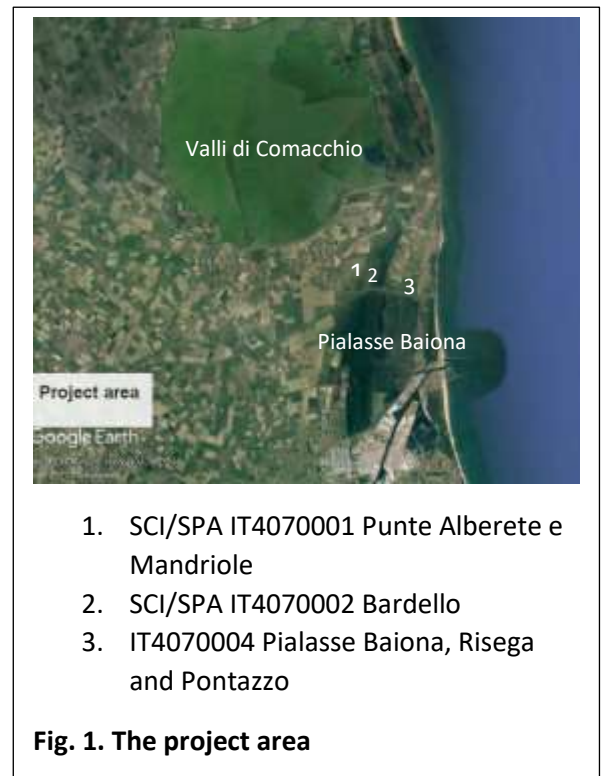 Valli di Comacchio
1 2
3
Pialasse Baiona
Project area
Google Earth
1. SCI/SPA IT4070001 Punte Alberete e
Mandriole
2. SCI/SPA IT4070002 Bardello
3. IT4070004 Pialasse Baiona, Risega
and Pontazzo
Fig. 1. The project area